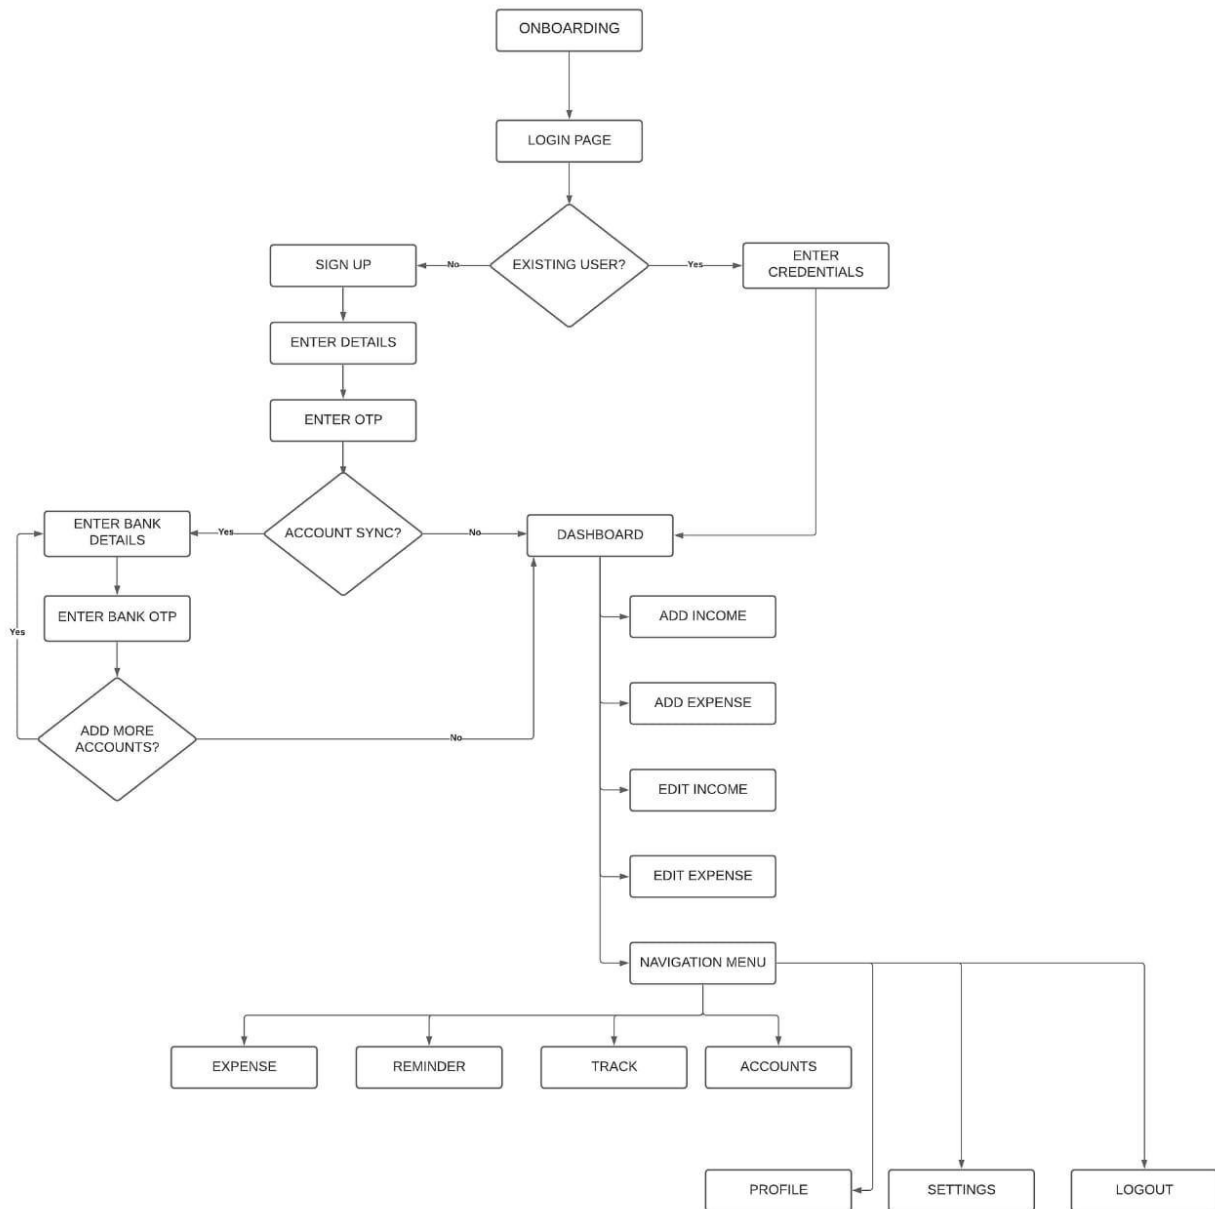 ONBOARDING
LOGIN PAGE
EXISTING USER?
No
Yes
SIGN UP
ENTER
CREDENTIALS
ENTER DETAILS
ENTER OTP
ACCOUNT SYNC?
Yes
No
ENTER BANK
DETAILS
DASHBOARD
ENTER BANK OTP
Yes
ADD MORE
ACCOUNTS?
No
ADD INCOME
ADD EXPENSE
EDIT INCOME
EDIT EXPENSE
NAVIGATION MENU
EXPENSE
REMINDER
TRACK
ACCOUNTS
PROFILE
SETTINGS
LOGOUT